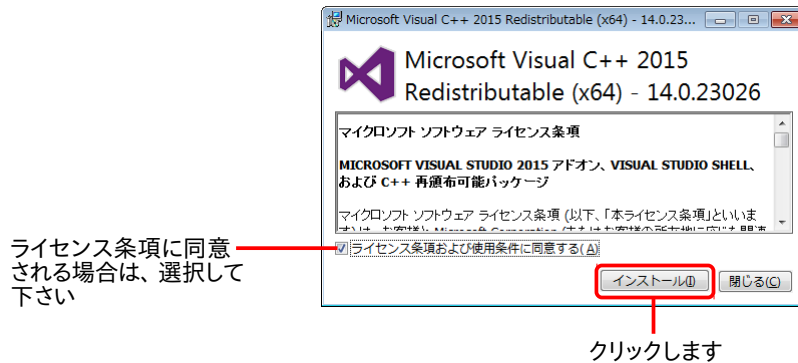 Microsoft Visual C++ 2015 Redistributable (x64) - 14.0.23...
Microsoft Visual C++ 2015
Redistributable (x64) - 14.0.23026
マイクロソフト ソフトウェア ライセンス条項
MICROSOFT VISUAL STUDIO 2015 アドオン、VISUAL STUDIO SHELL、
および C++ 再頒布可能パッケージ
マイクロソフト ソフトウェア ライセンス条項 (以下、「本ライセンス条項」といいま
ライセンス条項および使用条件に同意する(A)
ライセンス条項に同意
される場合は、選択して
下さい
インストール(I)
閉じる(C)
クリックします